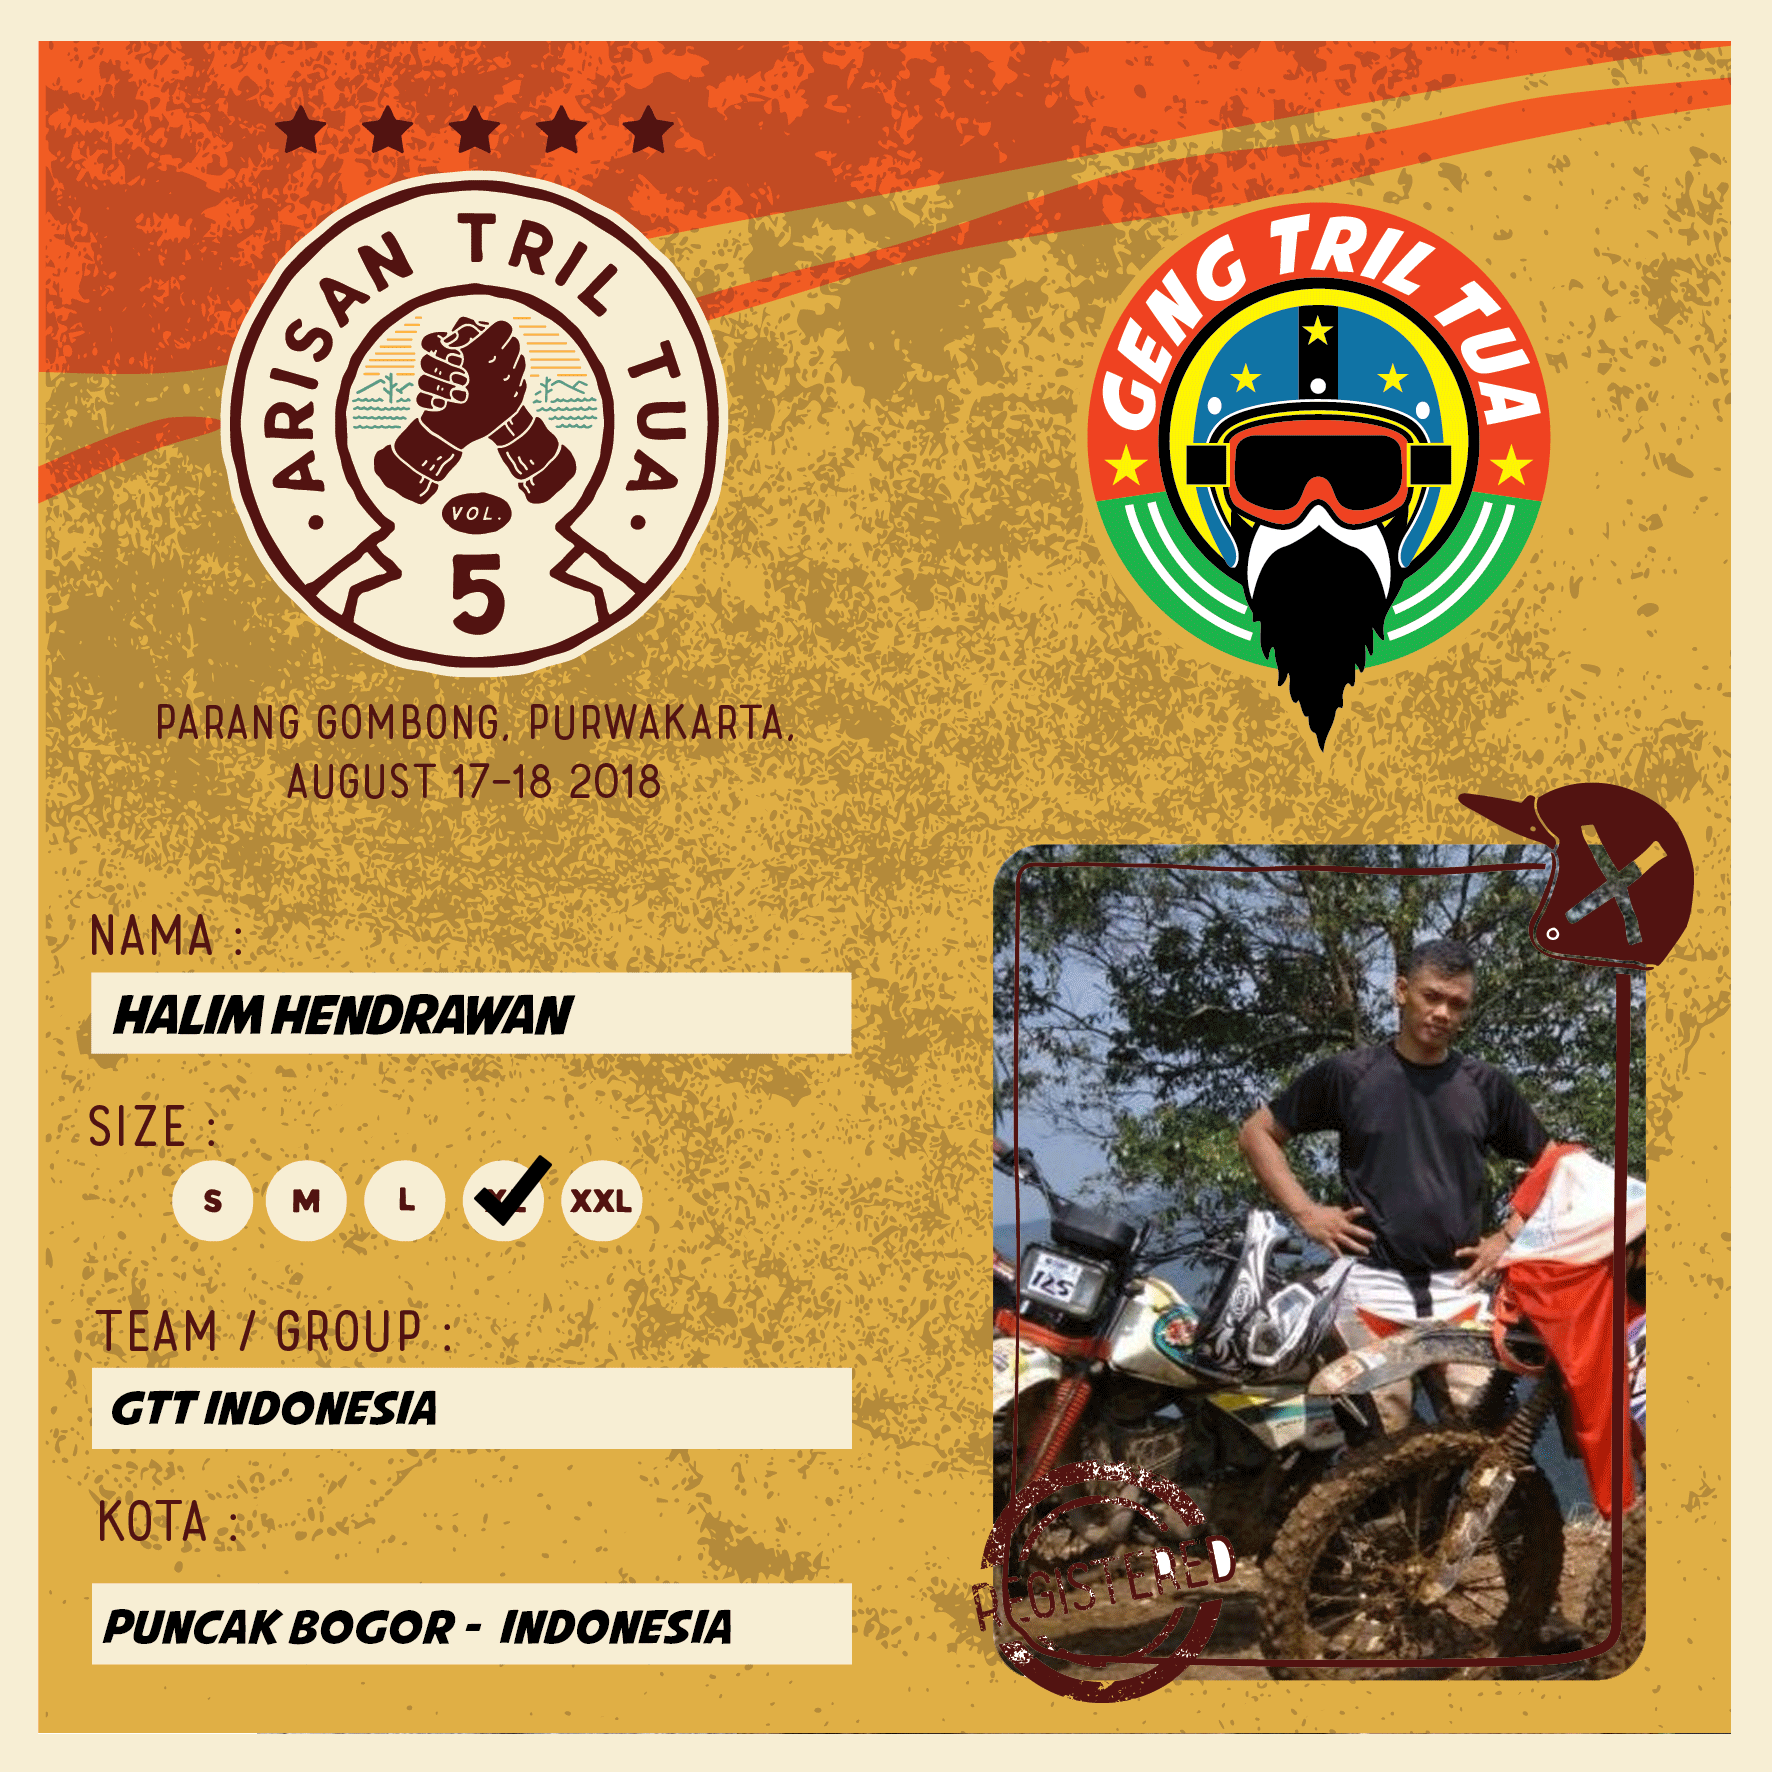 ARISAN TRIL TUA
VOL.
5
GENG TRIL TUA
PARANG GOMBONG, PURWAKARTA,
AUGUST 17-18 2018
NAMA :
HALIM HENDRAWAN
SIZE :
S M L XL XXL
TEAM / GROUP :
GTT INDONESIA
KOTA :
PUNCAK BOGOR - INDONESIA
125
REGISTERED